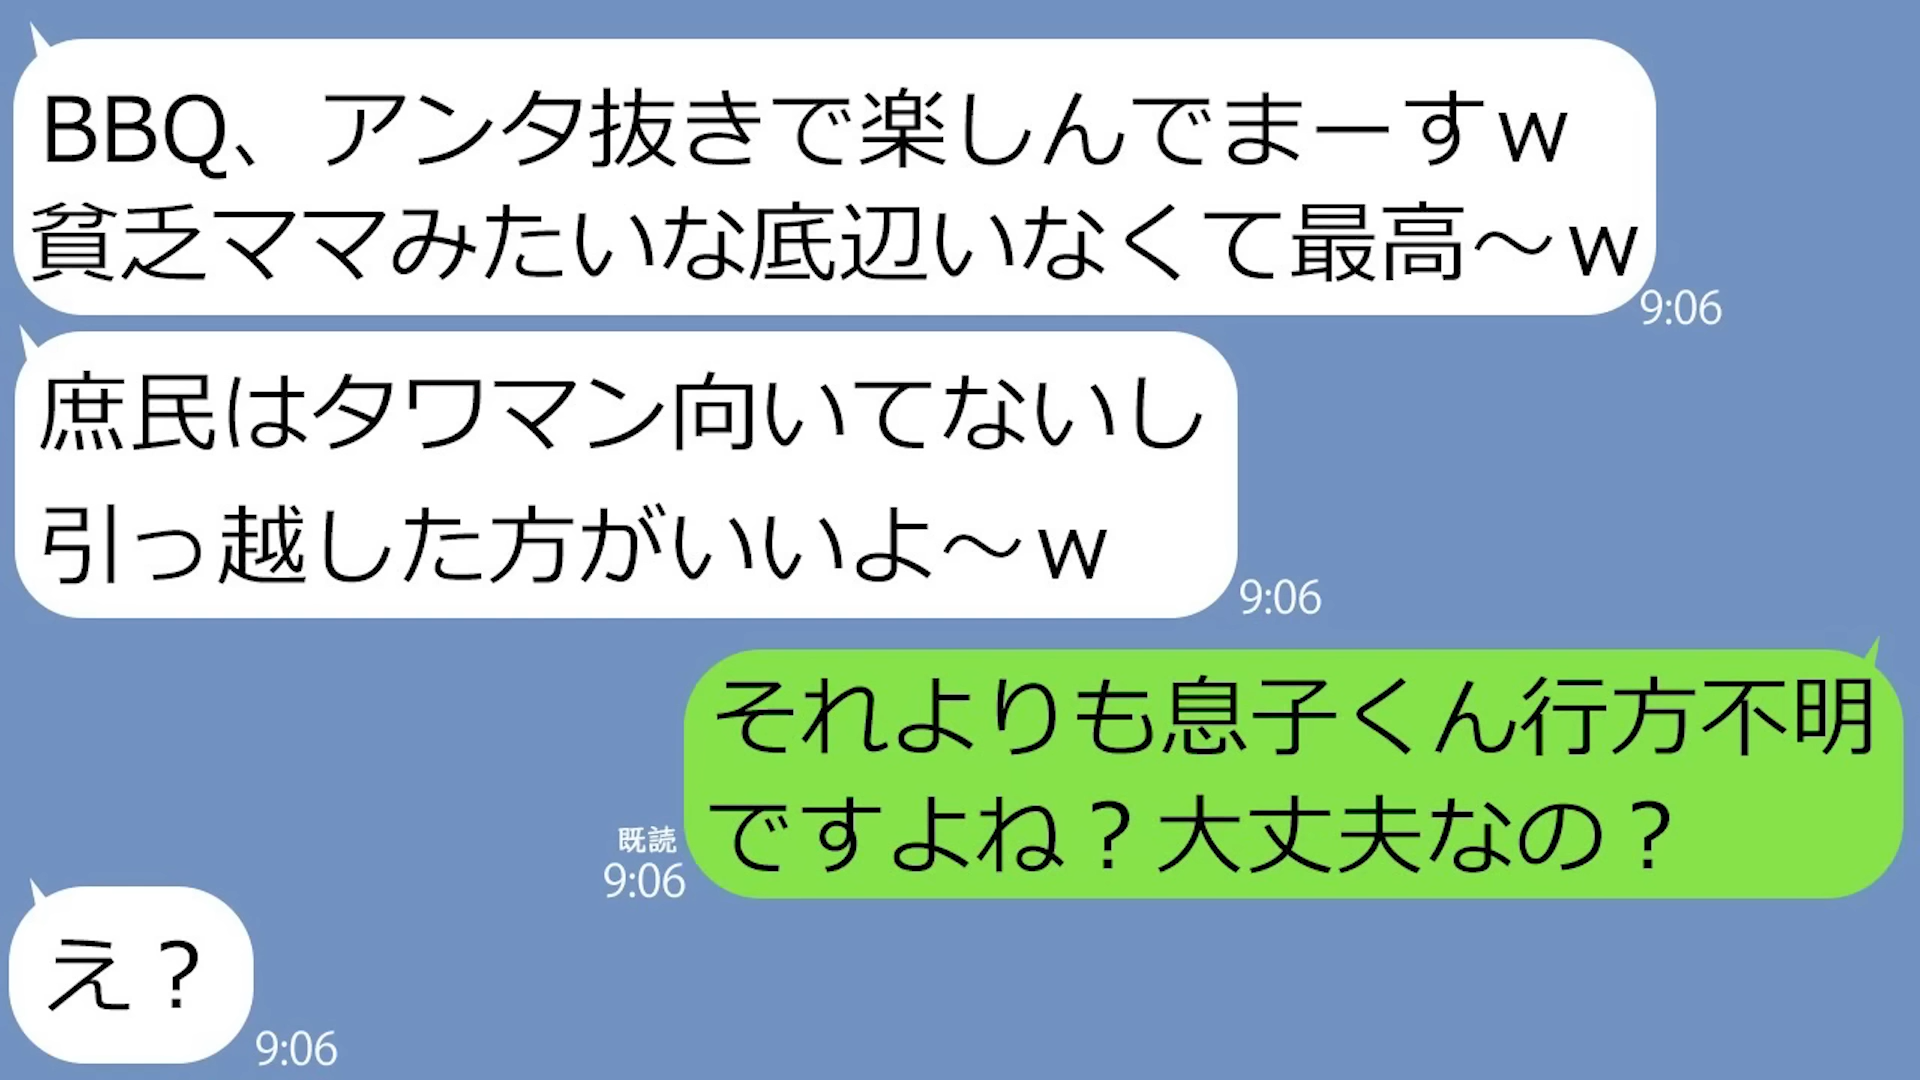 BBQ、アンタ抜きで楽しんでまーすｗ
貧乏ママみたいな底辺いなくて最高～ｗ
9:06
庶民はタワマン向いてないし
引っ越した方がいいよ～ｗ
9:06
それよりも息子くん行方不明
ですよね？大丈夫なの？
既読
9:06
え？
9:06